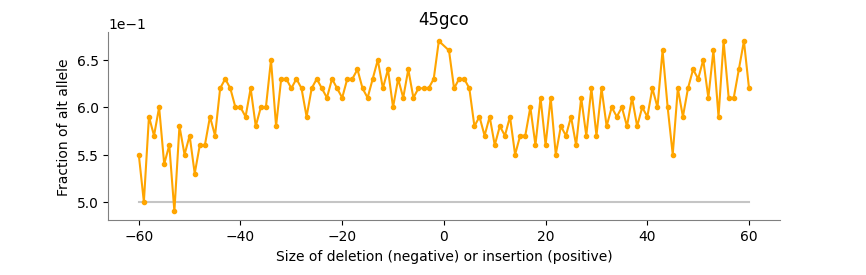 45gco
1e−1
6.5
6.0
5.5
5.0
Fraction of alt allele
−60 −40 −20 0 20 40 60
Size of deletion (negative) or insertion (positive)